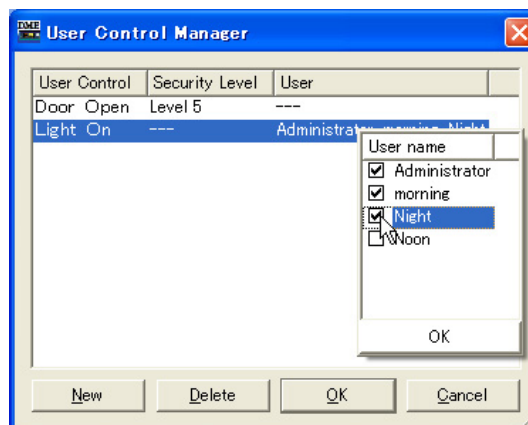 DME User Control Manager
User Control Security Level User
Door Open Level 5 ---
Light On --- Administrator, morning, Night
User name
Administrator
morning
Night
Noon
OK
New Delete OK Cancel